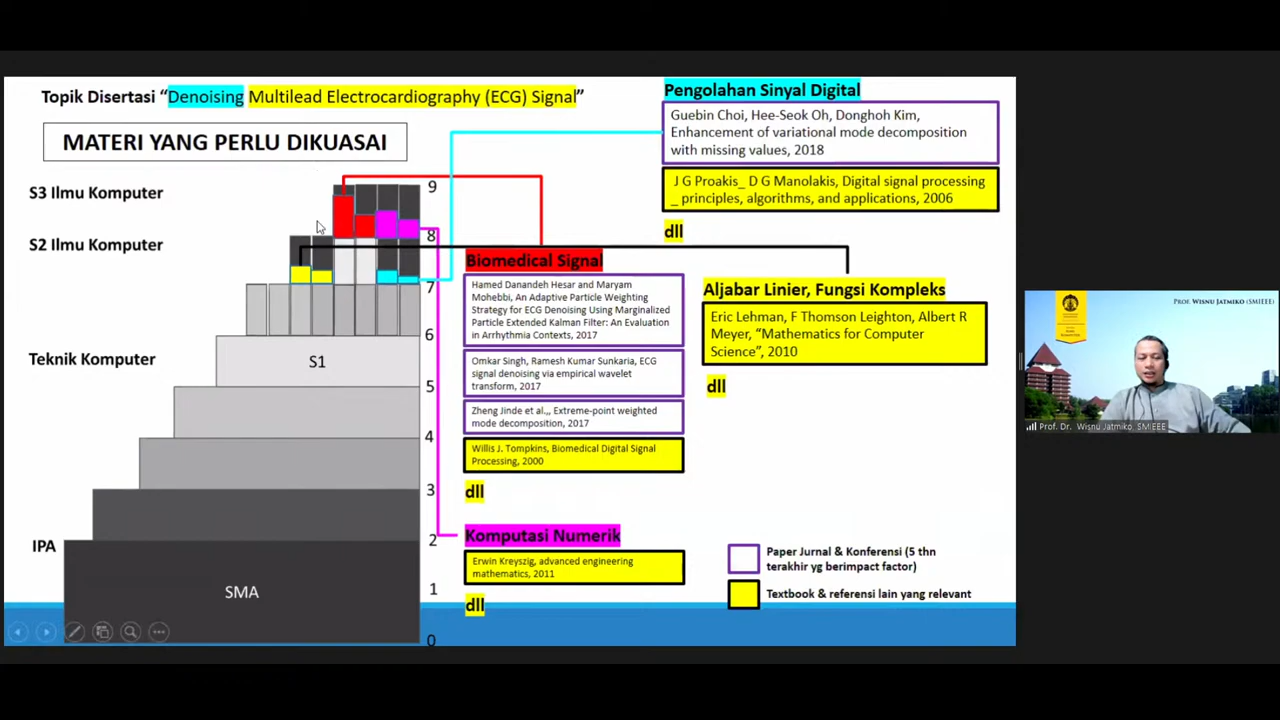 Topik Disertasi “Denoising Multilead Electrocardiography (ECG) Signal”
MATERI YANG PERLU DIKUASAI
S3 Ilmu Komputer
S2 Ilmu Komputer
Teknik Komputer
IPA
S1
SMA
9
8
7
6
5
4
3
2
1
0
Pengolahan Sinyal Digital
Guebin Choi, Hee-Seok Oh, Donghoh Kim,
Enhancement of variational mode decomposition
with missing values, 2018
J G Proakis_ D G Manolakis, Digital signal processing
_ principles, algorithms, and applications, 2006
dll
Biomedical Signal
Hamed Danandeh Hesar and Maryam
Mohebbi, An Adaptive Particle Weighting
Strategy for ECG Denoising Using Marginalized
Particle Extended Kalman Filter: An Evaluation
in Arrhythmia Contexts, 2017
Omkar Singh, Ramesh Kumar Sunkaria, ECG
signal denoising via empirical wavelet
transform, 2017
Zheng Jinde et al.,, Extreme-point weighted
mode decomposition, 2017
Willis J. Tompkins, Biomedical Digital Signal
Processing, 2000
dll
Aljabar Linier, Fungsi Kompleks
Eric Lehman, F Thomson Leighton, Albert R
Meyer, “Mathematics for Computer
Science”, 2010
dll
Komputasi Numerik
Erwin Kreyszig, advanced engineering
mathematics, 2011
dll
Paper Jurnal & Konferensi (5 thn
terakhir yg berimpact factor)
Textbook & referensi lain yang relevant
Prof. Wisnu Jatmiko (SMIEEE)
Prof. Dr. Wisnu Jatmiko SMIEEE